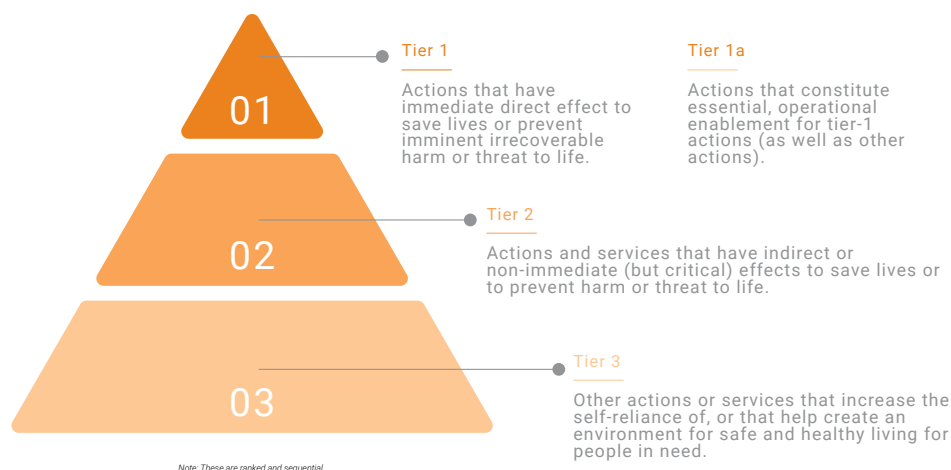 01
Tier 1
Actions that have
immediate direct effect to
save lives or prevent
imminent irrecoverable
harm or threat to life.
Tier 1a
Actions that constitute
essential, operational
enablement for tier-1
actions (as well as other
actions).
02
Tier 2
Actions and services that have indirect or
non-immediate (but critical) effects to save lives or
to prevent harm or threat to life.
03
Tier 3
Other actions or services that increase the
self-reliance of, or that help create an
environment for safe and healthy living for
people in need.
Note: These are ranked and sequential